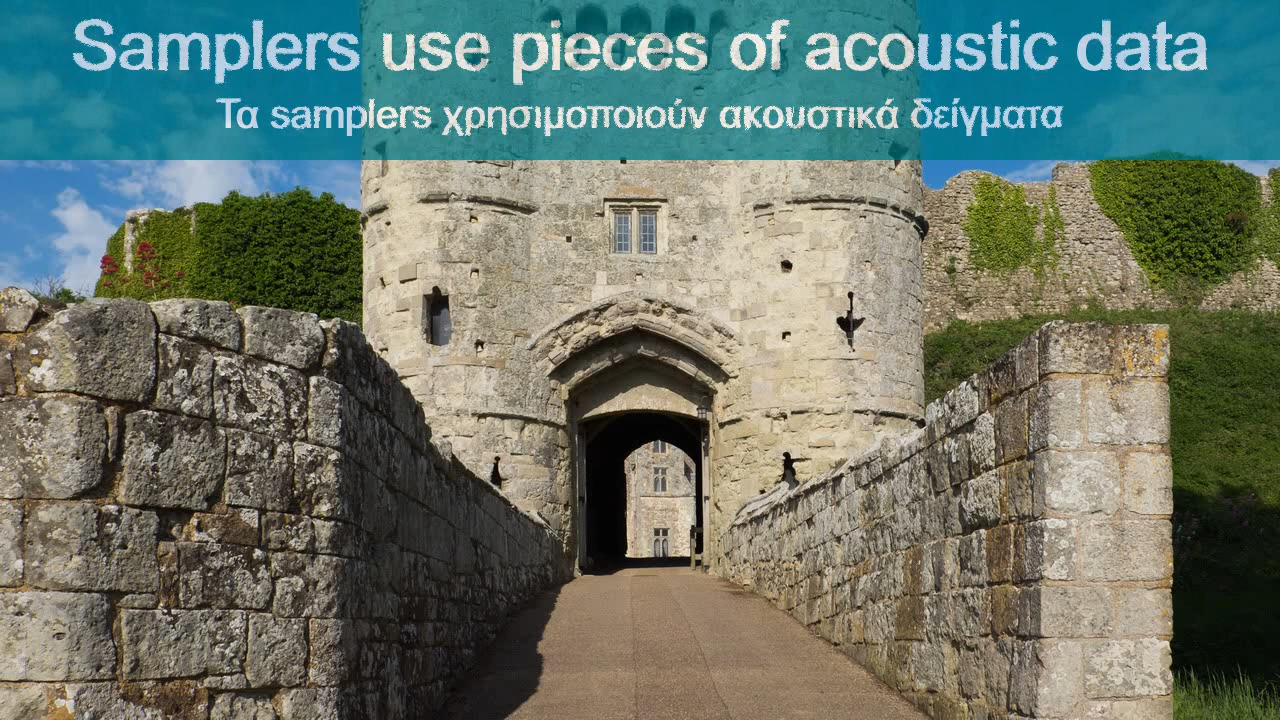 Samplers use pieces of acoustic data
Τα samplers χρησιμοποιούν ακουστικά δείγματα